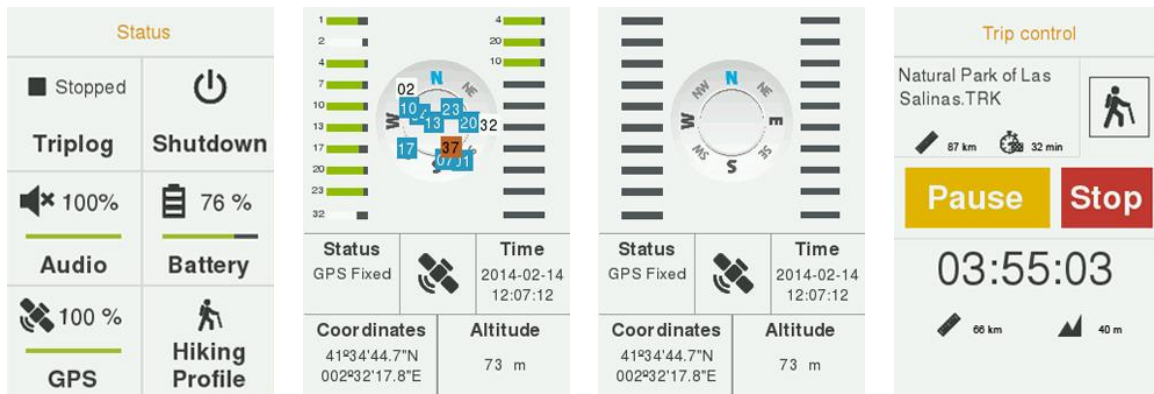 Status
Stopped
Triplog
Shutdown
100%
76 %
Audio
Battery
100 %
GPS
Hiking
Profile
1
2
4
7
10
13
17
20
23
32
4
20
10
N
NE
W
S
02
10
13
23
20
32
17
37
07
01
Status
GPS Fixed
Time
2014-02-14
12:07:12
Coordinates
41º34'44.7"N
002º32'17.8"E
Altitude
73 m
N
NW
NE
W
E
SW
SE
S
Status
GPS Fixed
Time
2014-02-14
12:07:12
Coordinates
41º34'44.7"N
002º32'17.8"E
Altitude
73 m
Trip control
Natural Park of Las
Salinas.TRK
87 km
32 min
Pause
Stop
03:55:03
66 km
40 m